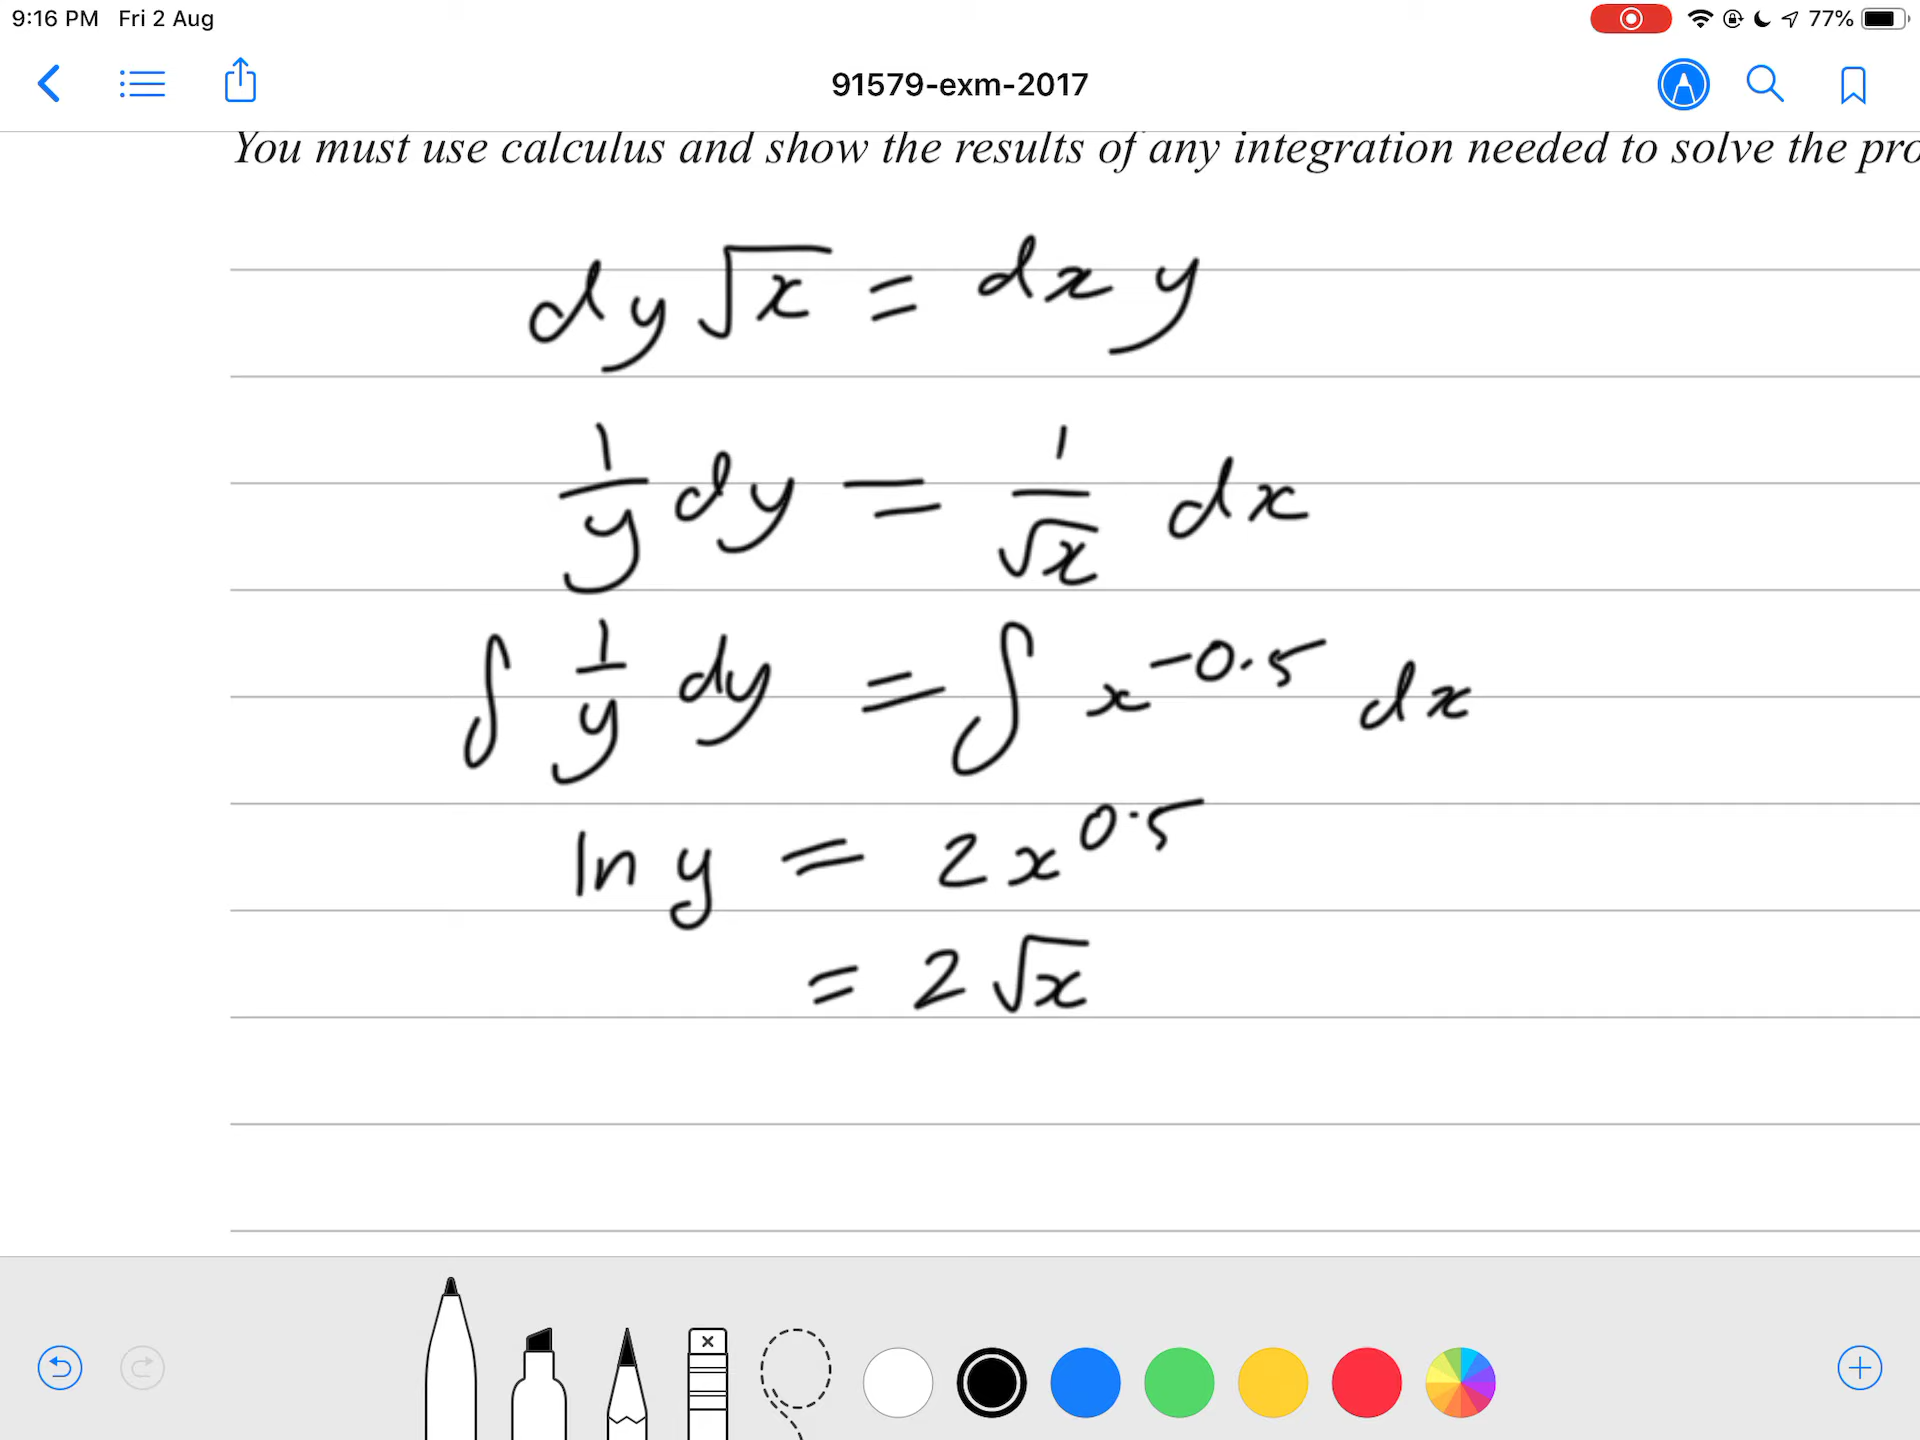 9:16 PM Fri 2 Aug 77%
91579-exm-2017
You must use calculus and show the results of any integration needed to solve the pro
dy √x = dx y
1/y dy = 1/√x dx
∫ 1/y dy = ∫ x^-0.5 dx
ln y = 2x^0.5
= 2√x